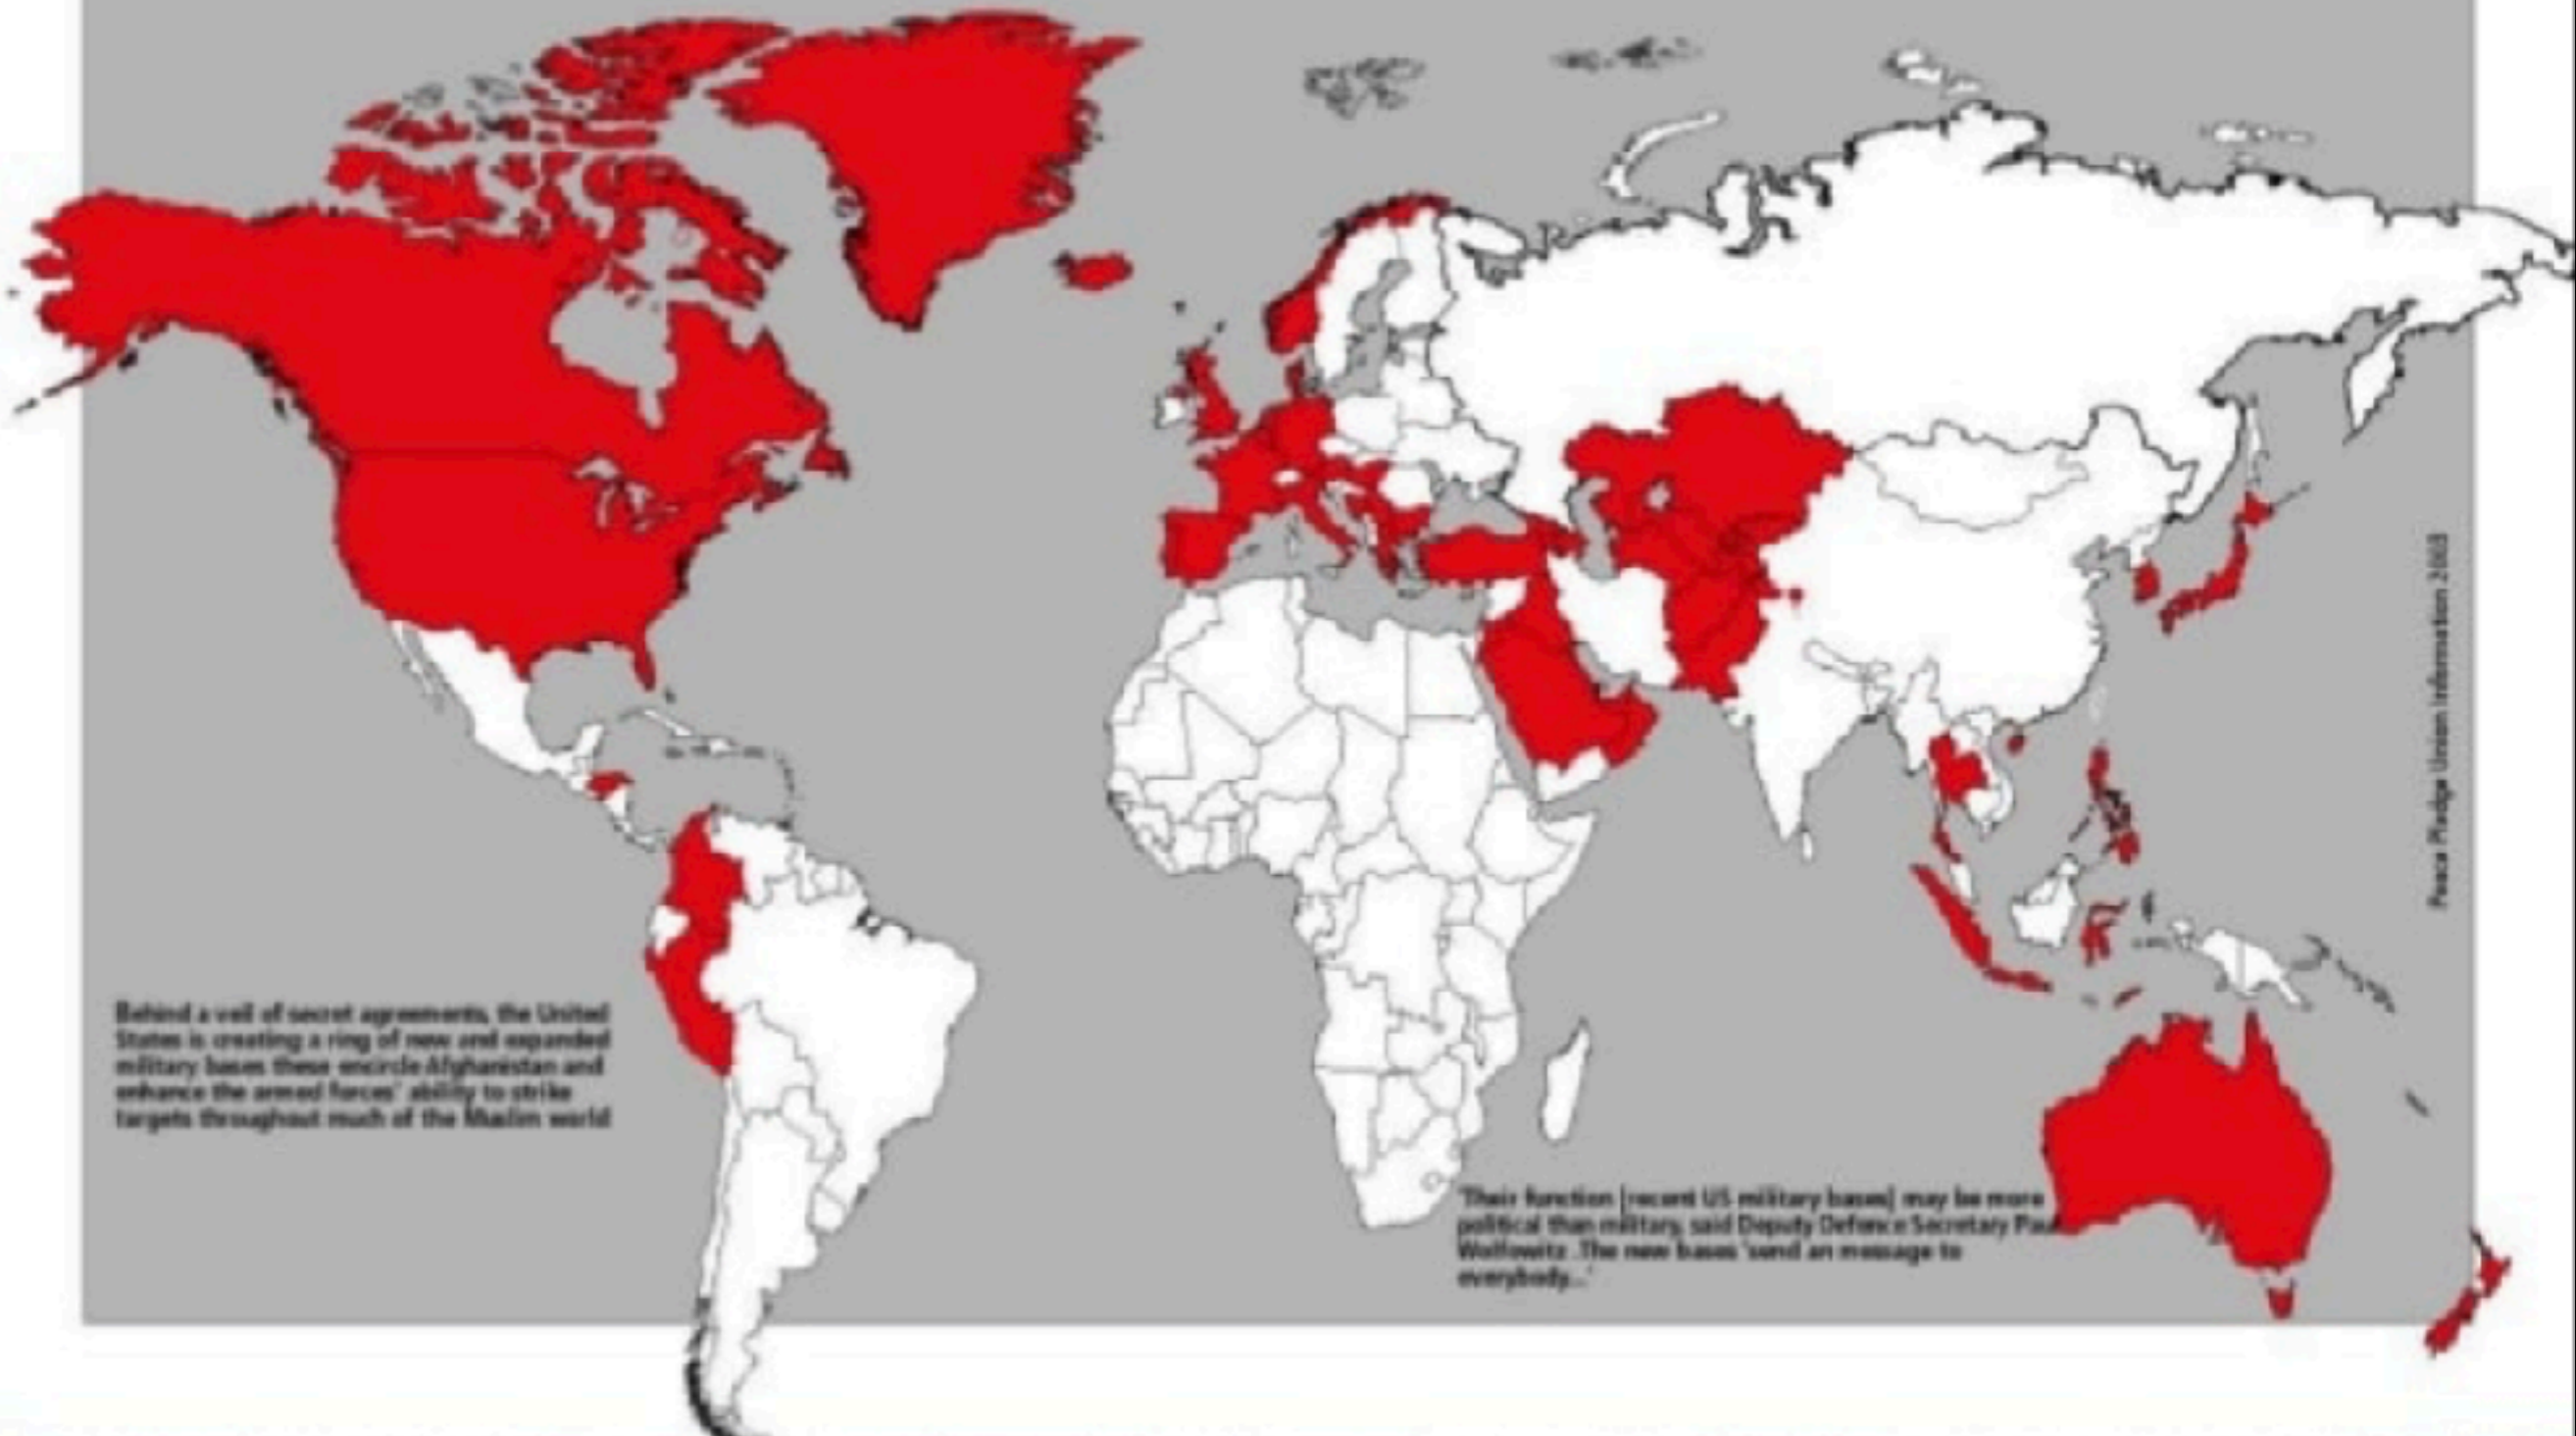 Behind a veil of secret agreements, the United
States is creating a ring of new and expanded
military bases these encircle Afghanistan and
enhance the armed forces' ability to strike
targets throughout much of the Muslim world
'Their function [recent US military bases] may be more
political than military, said Deputy Defence Secretary Pau
Wolfowitz .The new bases 'send an message to
everybody...'
Peace Pledge Union Information 2003